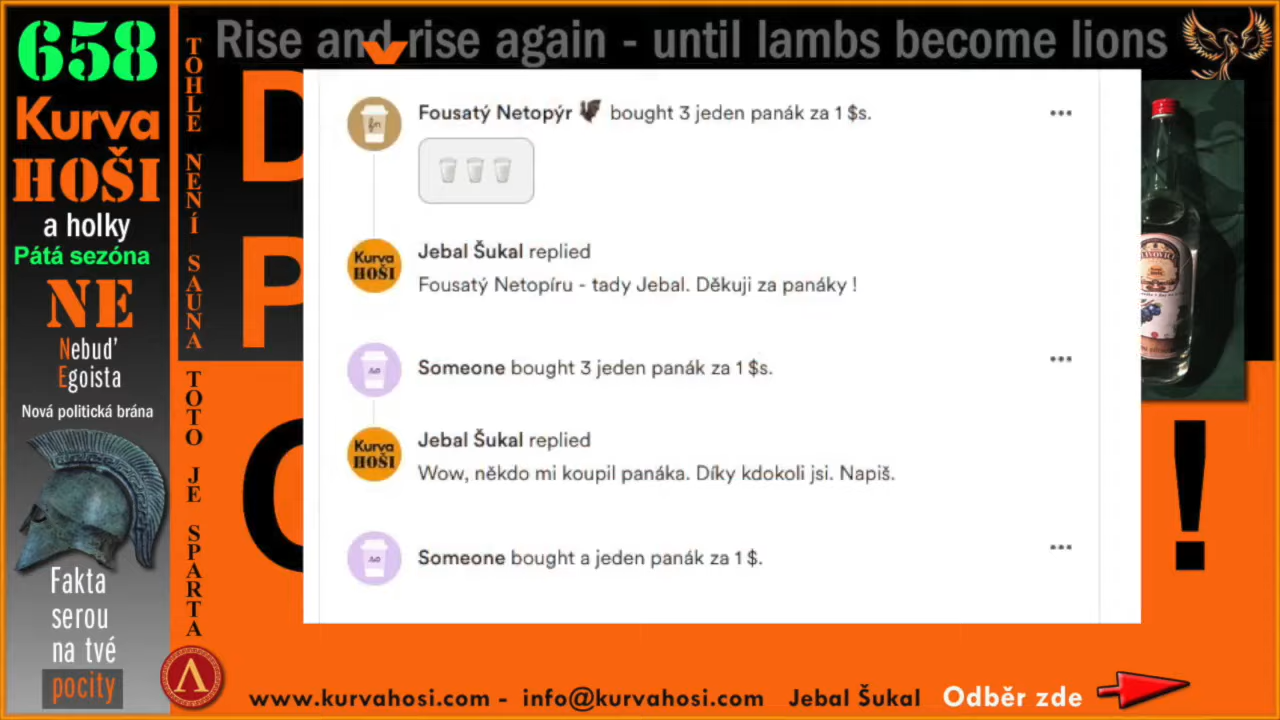 658
Kurva
HOŠI
a holky
Pátá sezóna
NE
Nebuď
Egoista
Nová politická brána
Fakta
serou
na tvé
pocity
TOHLE NENÍ SAUNA TOTO JE SPARTA
Rise and rise again - until lambs become lions
Fousatý Netopýr 🦇 bought 3 jeden panák za 1 $s.
Jebal Šukal replied
Kurva
HOŠI
Fousatý Netopíru - tady Jebal. Děkuji za panáky !
Someone bought 3 jeden panák za 1 $s.
Jebal Šukal replied
Kurva
HOŠI
Wow, někdo mi koupil panáka. Díky kdokoli jsi. Napiš.
Someone bought a jeden panák za 1 $.
!
Λ
www.kurvahosi.com - info@kurvahosi.com Jebal Šukal Odběr zde